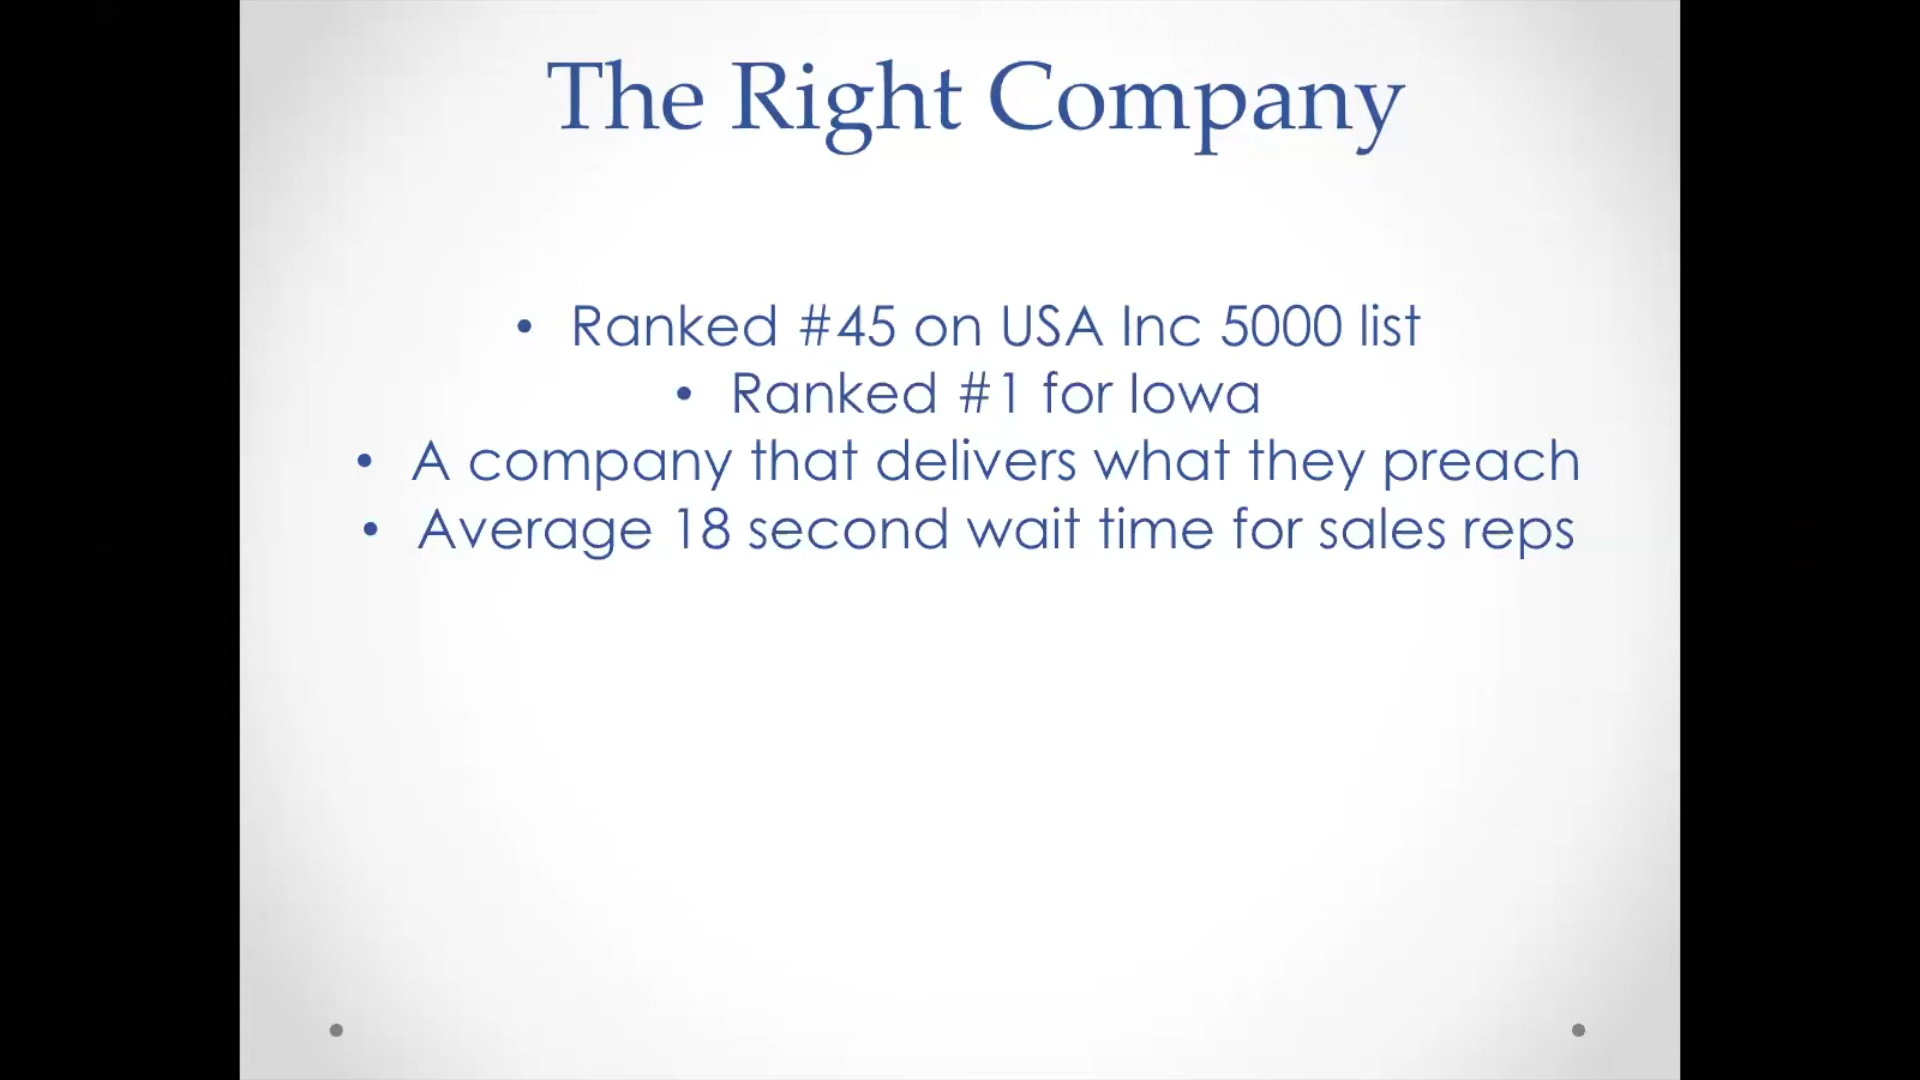 The Right Company
• Ranked #45 on USA Inc 5000 list
• Ranked #1 for Iowa
• A company that delivers what they preach
• Average 18 second wait time for sales reps